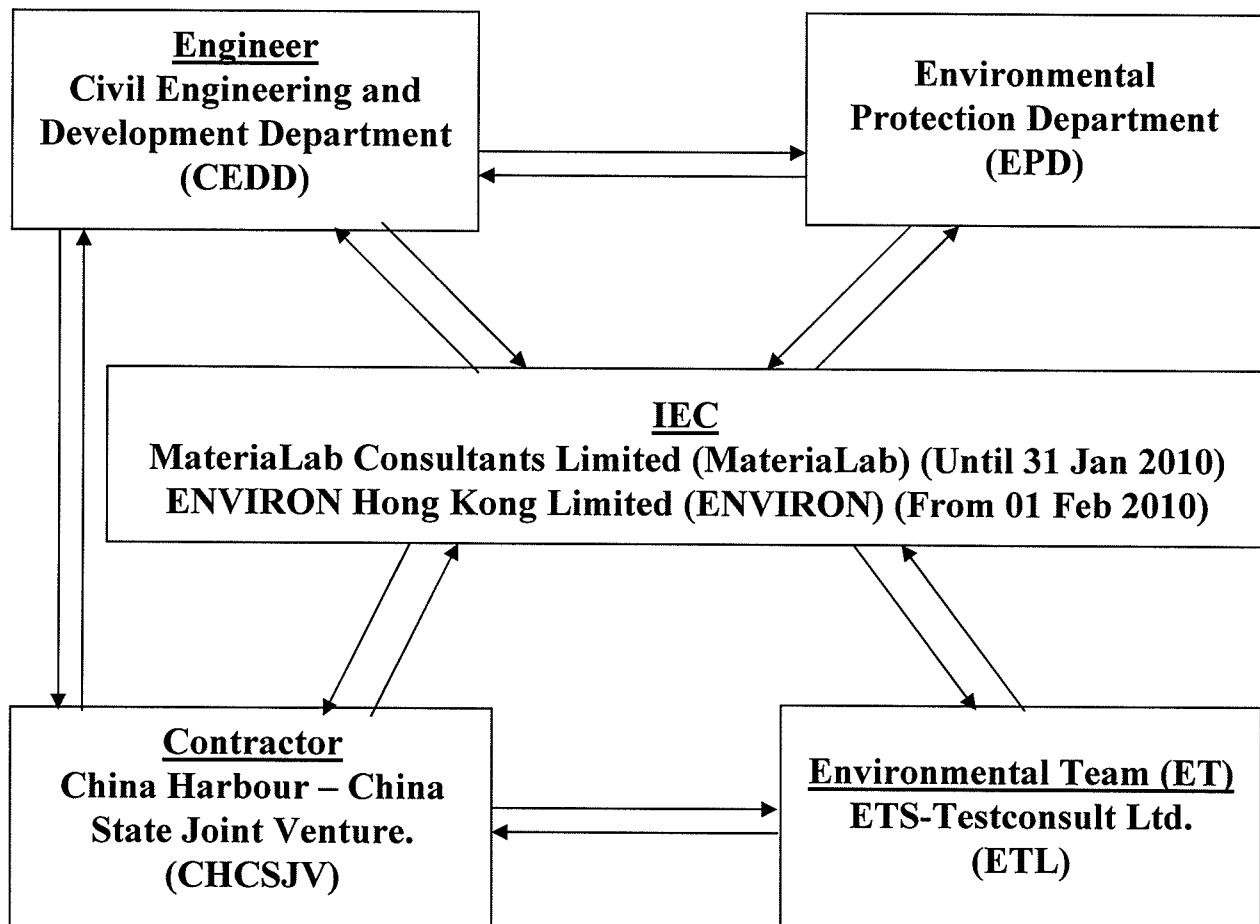 Engineer
Civil Engineering and
Development Department
(CEDD)
Environmental
Protection Department
(EPD)
IEC
MateriaLab Consultants Limited (MateriaLab) (Until 31 Jan 2010)
ENVIRON Hong Kong Limited (ENVIRON) (From 01 Feb 2010)
Contractor
China Harbour – China
State Joint Venture.
(CHCSJV)
Environmental Team (ET)
ETS-Testconsult Ltd.
(ETL)